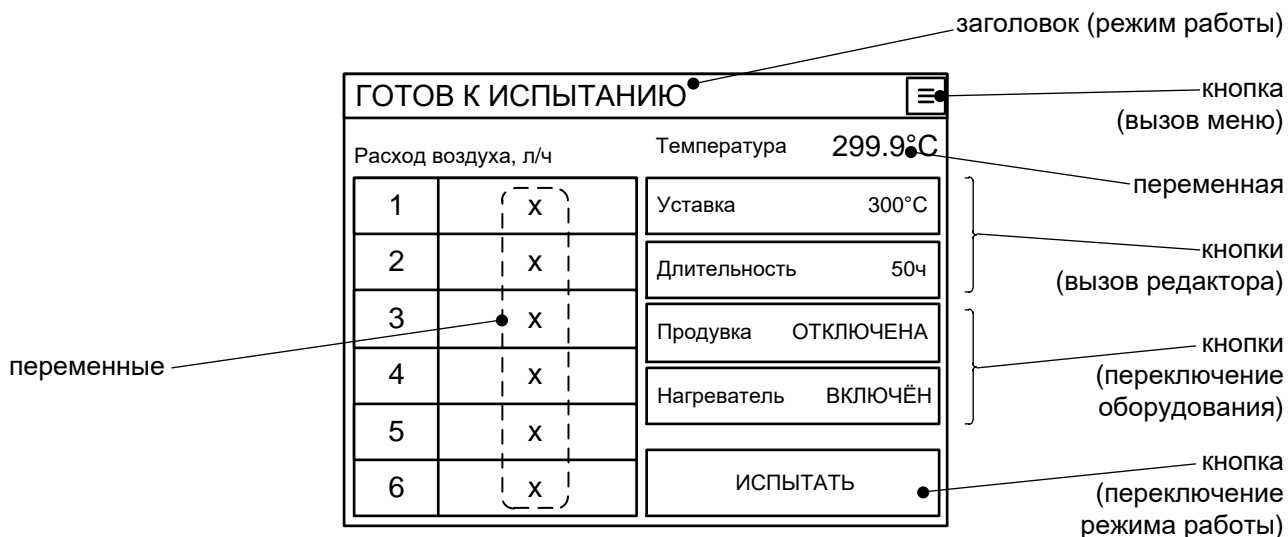 заголовок (режим работы)
ГОТОВ К ИСПЫТАНИЮ
кнопка
(вызов меню)
Расход воздуха, л/ч
Температура 299.9°C
переменная
1 x
Уставка 300°C
2 x
Длительность 50ч
кнопки
(вызов редактора)
3 x
Продувка ОТКЛЮЧЕНА
переменные
4 x
Нагреватель ВКЛЮЧЁН
кнопки
(переключение
оборудования)
5 x
6 x
ИСПЫТАТЬ
кнопка
(переключение
режима работы)